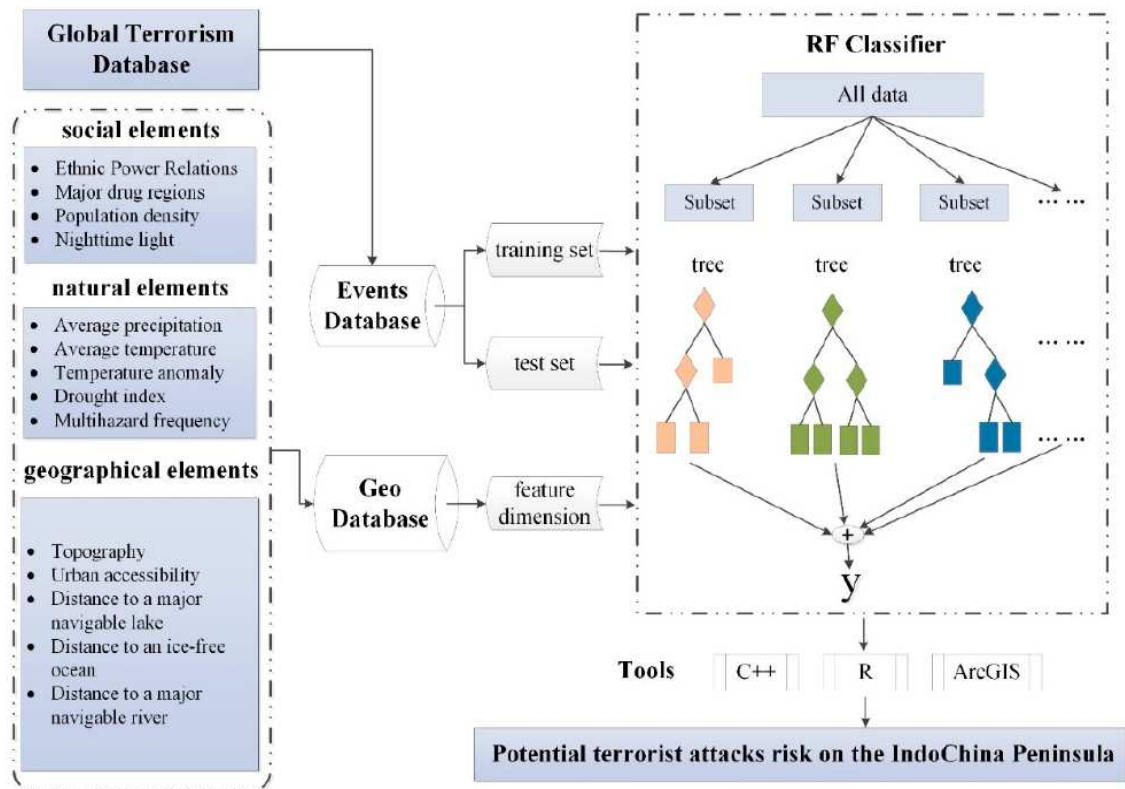 Global Terrorism
Database
social elements
• Ethnic Power Relations
• Major drug regions
• Population density
• Nighttime light
natural elements
• Average precipitation
• Average temperature
• Temperature anomaly
• Drought index
• Multihazard frequency
geographical elements
• Topography
• Urban accessibility
• Distance to a major
navigable lake
• Distance to an ice-free
ocean
• Distance to a major
navigable river
Events
Database
Geo
Database
training set
test set
feature
dimension
RF Classifier
All data
Subset Subset Subset ... ...
tree tree tree
... ...
... ...
+
y
Tools C++ R ArcGIS
Potential terrorist attacks risk on the IndoChina Peninsula